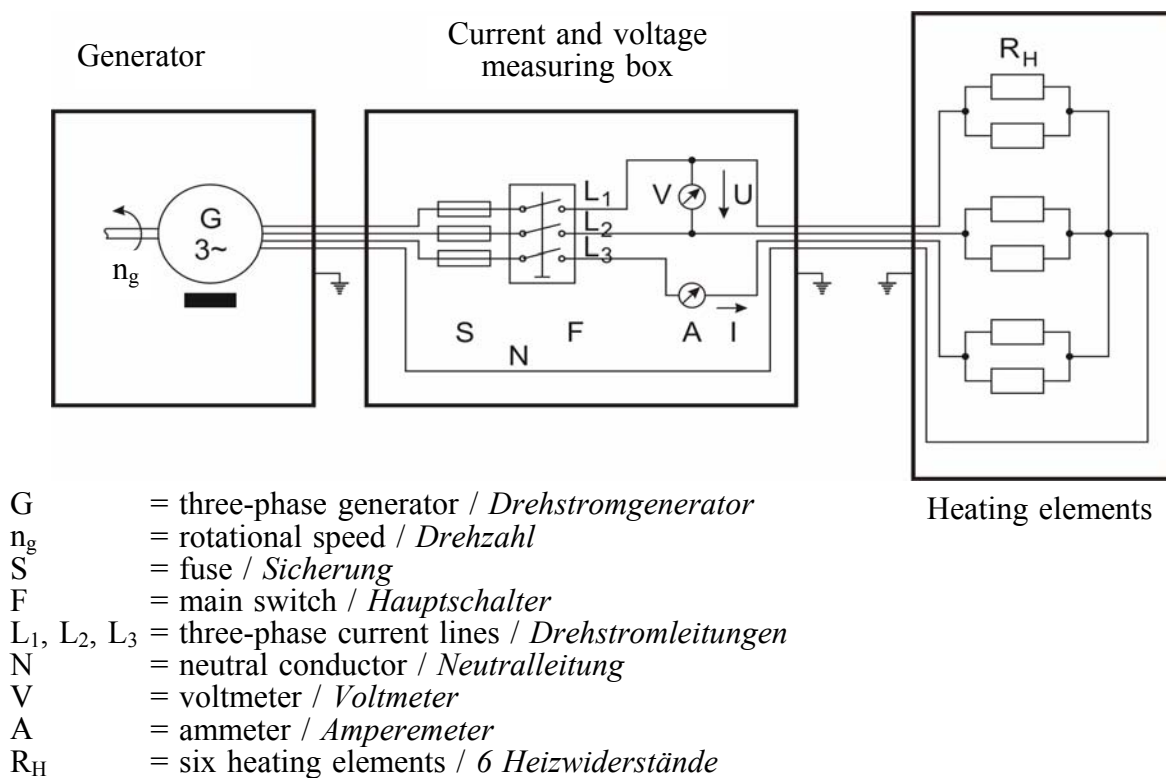 Generator
Current and voltage
measuring box
R_H
G
3~
n_g
L₁
L₂
L₃
V
U
S
F
A
I
N
Heating elements
G = three-phase generator / Drehstromgenerator
n_g = rotational speed / Drehzahl
S = fuse / Sicherung
F = main switch / Hauptschalter
L₁, L₂, L₃ = three-phase current lines / Drehstromleitungen
N = neutral conductor / Neutralleitung
V = voltmeter / Voltmeter
A = ammeter / Amperemeter
R_H = six heating elements / 6 Heizwiderstände